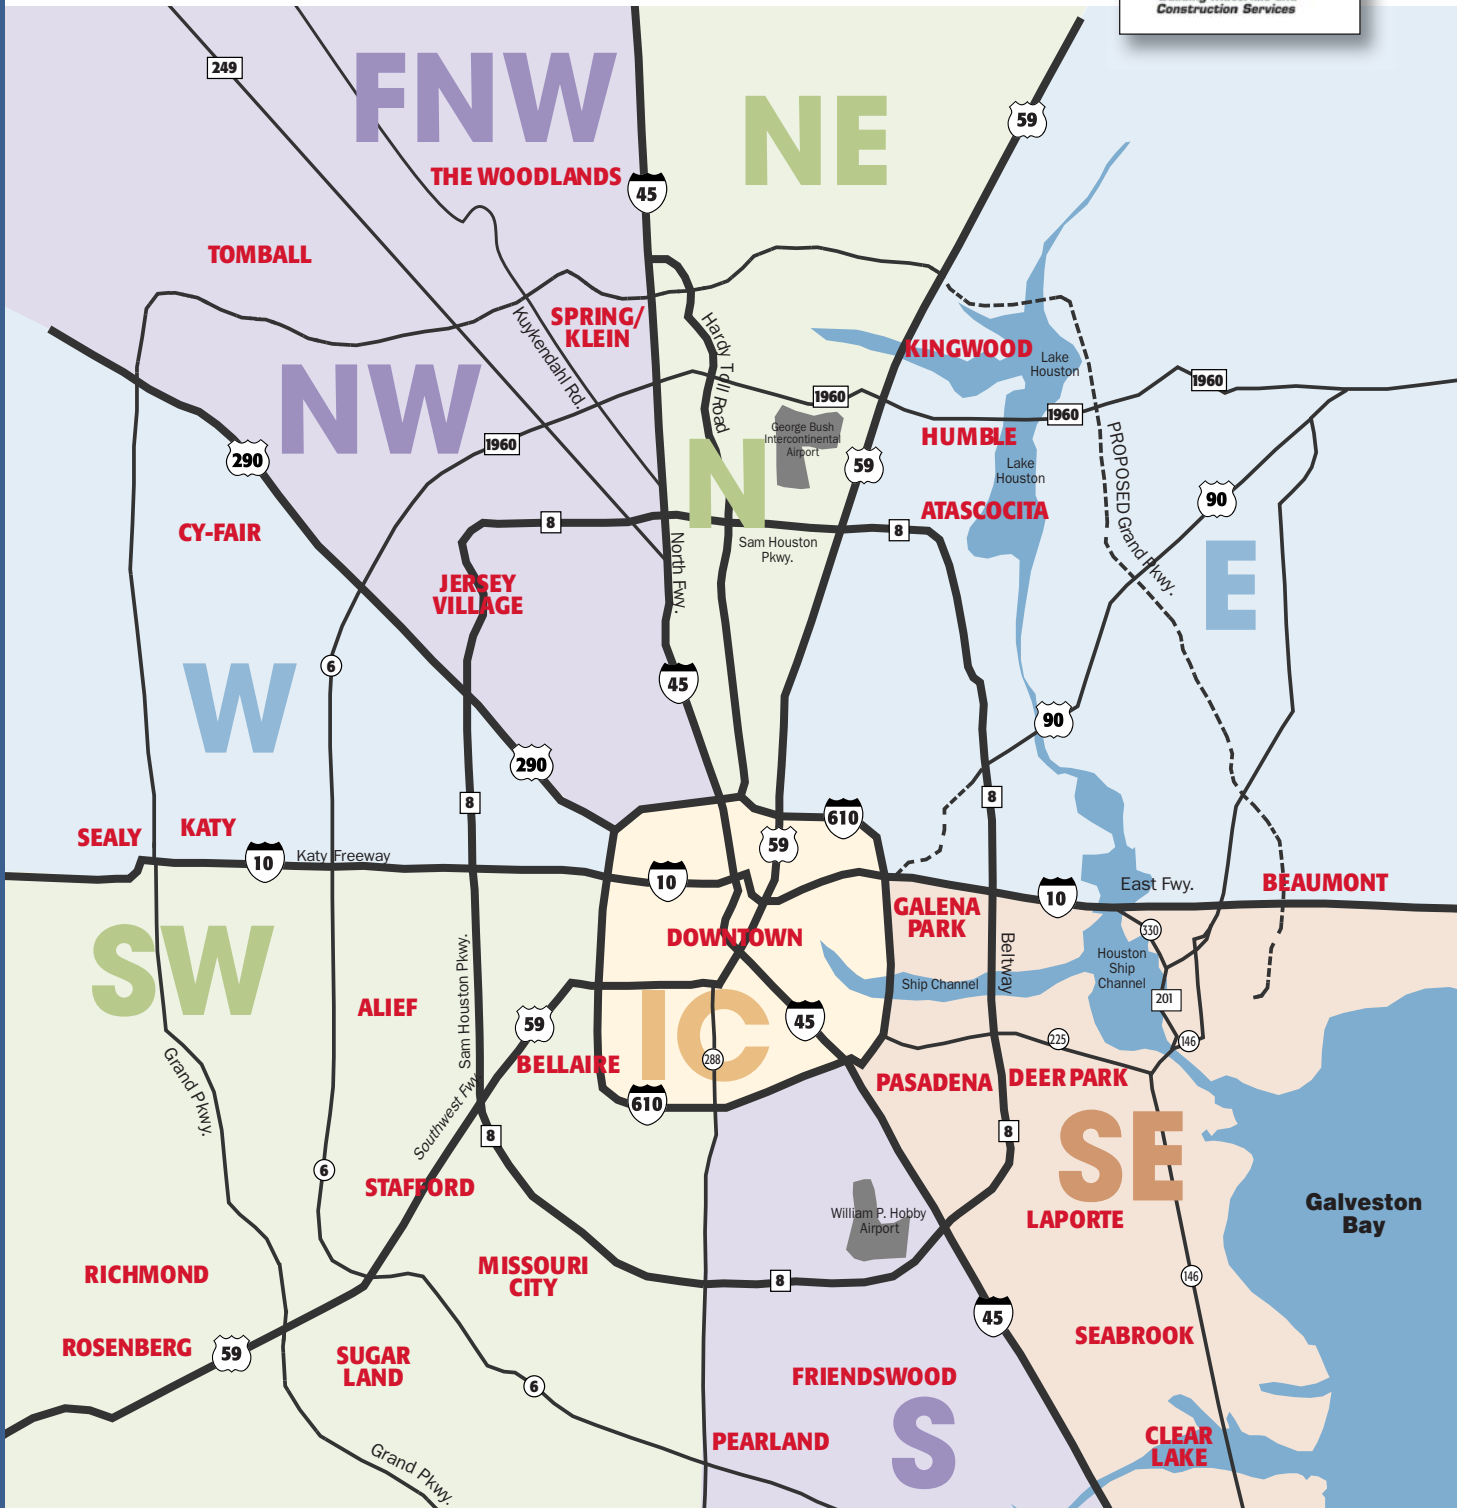 Construction Services
249
FNW
NE
59
THE WOODLANDS
45
TOMBALL
SPRING/
KLEIN
Kuykendahl Rd.
Hardy Toll Road
KINGWOOD
Lake
Houston
NW
1960
1960
1960
George Bush
Intercontinental
Airport
HUMBLE
1960
PROPOSED Grand Pkwy.
290
N
59
Lake
Houston
90
CY-FAIR
8
8
ATASCOCITA
Sam Houston
Pkwy.
North Fwy.
E
JERSEY
VILLAGE
W
6
45
90
290
8
8
610
59
SEALY
KATY
10
Katy Freeway
10
10
East Fwy.
BEAUMONT
GALENA
PARK
330
SW
DOWNTOWN
Beltway
Houston
Ship
Channel
Ship Channel
201
ALIEF
Sam Houston Pkwy.
59
IC
45
288
225
146
BELLAIRE
Grand Pkwy.
Southwest Fwy.
610
PASADENA
DEER PARK
8
8
SE
6
STAFFORD
William P. Hobby
Airport
LAPORTE
Galveston
Bay
RICHMOND
MISSOURI
CITY
8
146
45
ROSENBERG
59
SUGAR
LAND
SEABROOK
6
FRIENDSWOOD
S
PEARLAND
CLEAR
LAKE
Grand Pkwy.